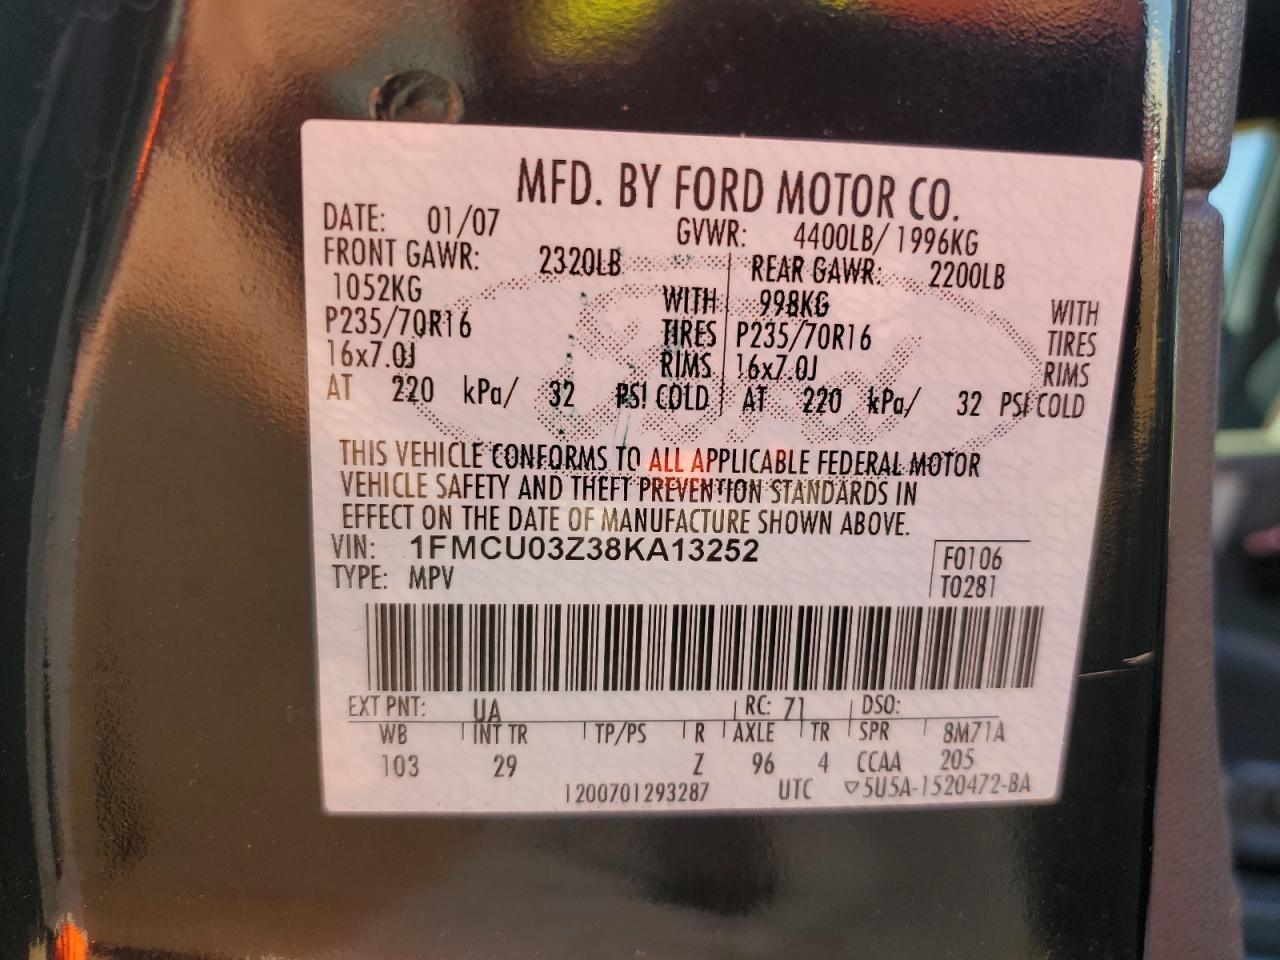 MFD. BY FORD MOTOR CO.
DATE: 01/07 GVWR: 4400LB/1996KG
FRONT GAWR: 2320LB REAR GAWR: 2200LB
1052KG WITH 998KG WITH
P235/70R16 TIRES P235/70R16 TIRES
16x7.0J RIMS 16x7.0J RIMS
AT 220 kPa/ 32 PSI COLD AT 220 kPa/ 32 PSI COLD
Ford
THIS VEHICLE CONFORMS TO ALL APPLICABLE FEDERAL MOTOR
VEHICLE SAFETY AND THEFT PREVENTION STANDARDS IN
EFFECT ON THE DATE OF MANUFACTURE SHOWN ABOVE.
VIN: 1FMCU03Z38KA13252 F0106
TYPE: MPV T0281
EXT PNT: UA RC: 71 DSO:
WB INT TR TP/PS R AXLE TR SPR 8M71A
103 29 Z 96 4 CCAA 205
1200701293287 UTC ▽5U5A-1520472-BA